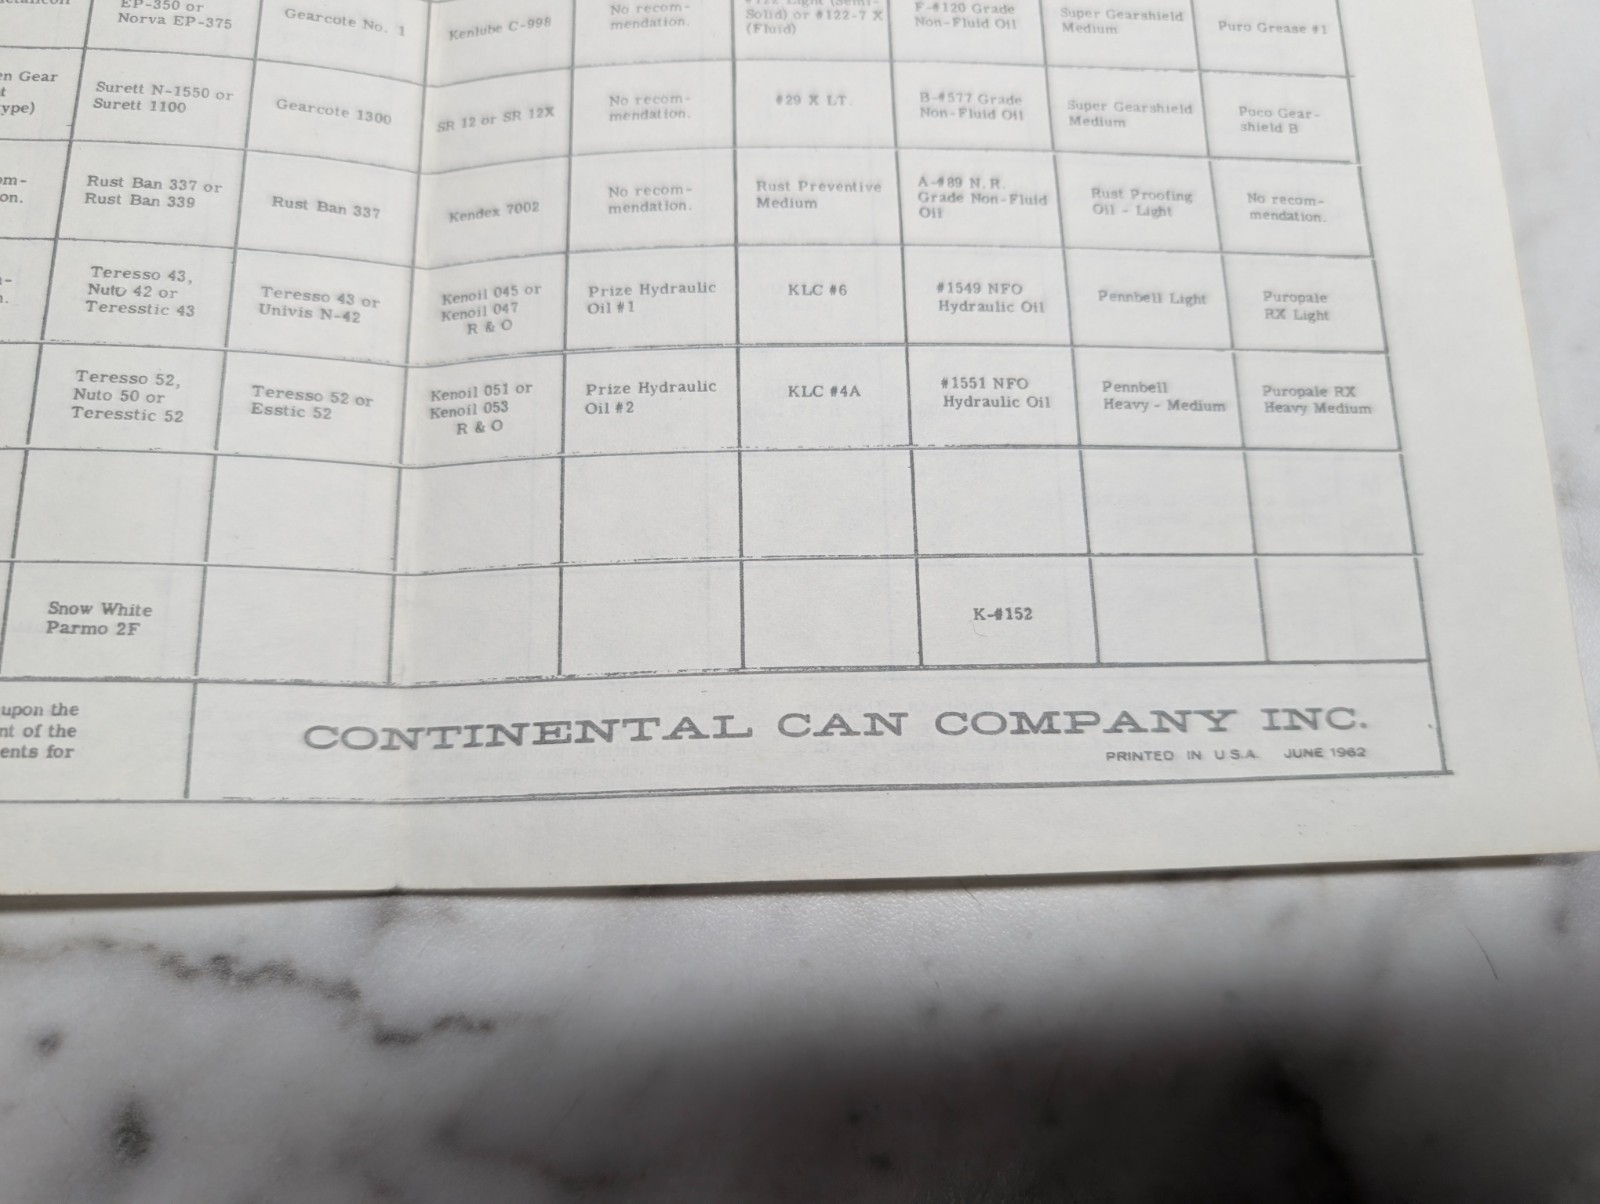 EP-350 or
Norva EP-375
Gearcote No. 1
Kenlube C-998
No recom-
mendation.
Solid) or #122-7 X
(Fluid)
F-#120 Grade
Non-Fluid Oil
Super Gearshield
Medium
Puro Grease #1
en Gear
t
ype)
Surett N-1550 or
Surett 1100
Gearcote 1300
SR 12 or SR 12X
No recom-
mendation.
#29 X LT.
B-#577 Grade
Non-Fluid Oil
Super Gearshield
Medium
Poco Gear-
shield B
om-
on.
Rust Ban 337 or
Rust Ban 339
Rust Ban 337
Kendex 7002
No recom-
mendation.
Rust Preventive
Medium
A-#89 N.R.
Grade Non-Fluid
Oil
Rust Proofing
Oil - Light
No recom-
mendation.
Teresso 43,
Nuto 42 or
Teresstic 43
Teresso 43 or
Univis N-42
Kenoil 045 or
Kenoil 047
R & O
Prize Hydraulic
Oil #1
KLC #6
#1549 NFO
Hydraulic Oil
Pennbell Light
Puropale
RX Light
Teresso 52,
Nuto 50 or
Teresstic 52
Teresso 52 or
Esstic 52
Kenoil 051 or
Kenoil 053
R & O
Prize Hydraulic
Oil #2
KLC #4A
#1551 NFO
Hydraulic Oil
Pennbell
Heavy - Medium
Puropale RX
Heavy Medium
Snow White
Parmo 2F
K-#152
upon the
nt of the
ents for
CONTINENTAL CAN COMPANY INC.
PRINTED IN U.S.A. JUNE 1962